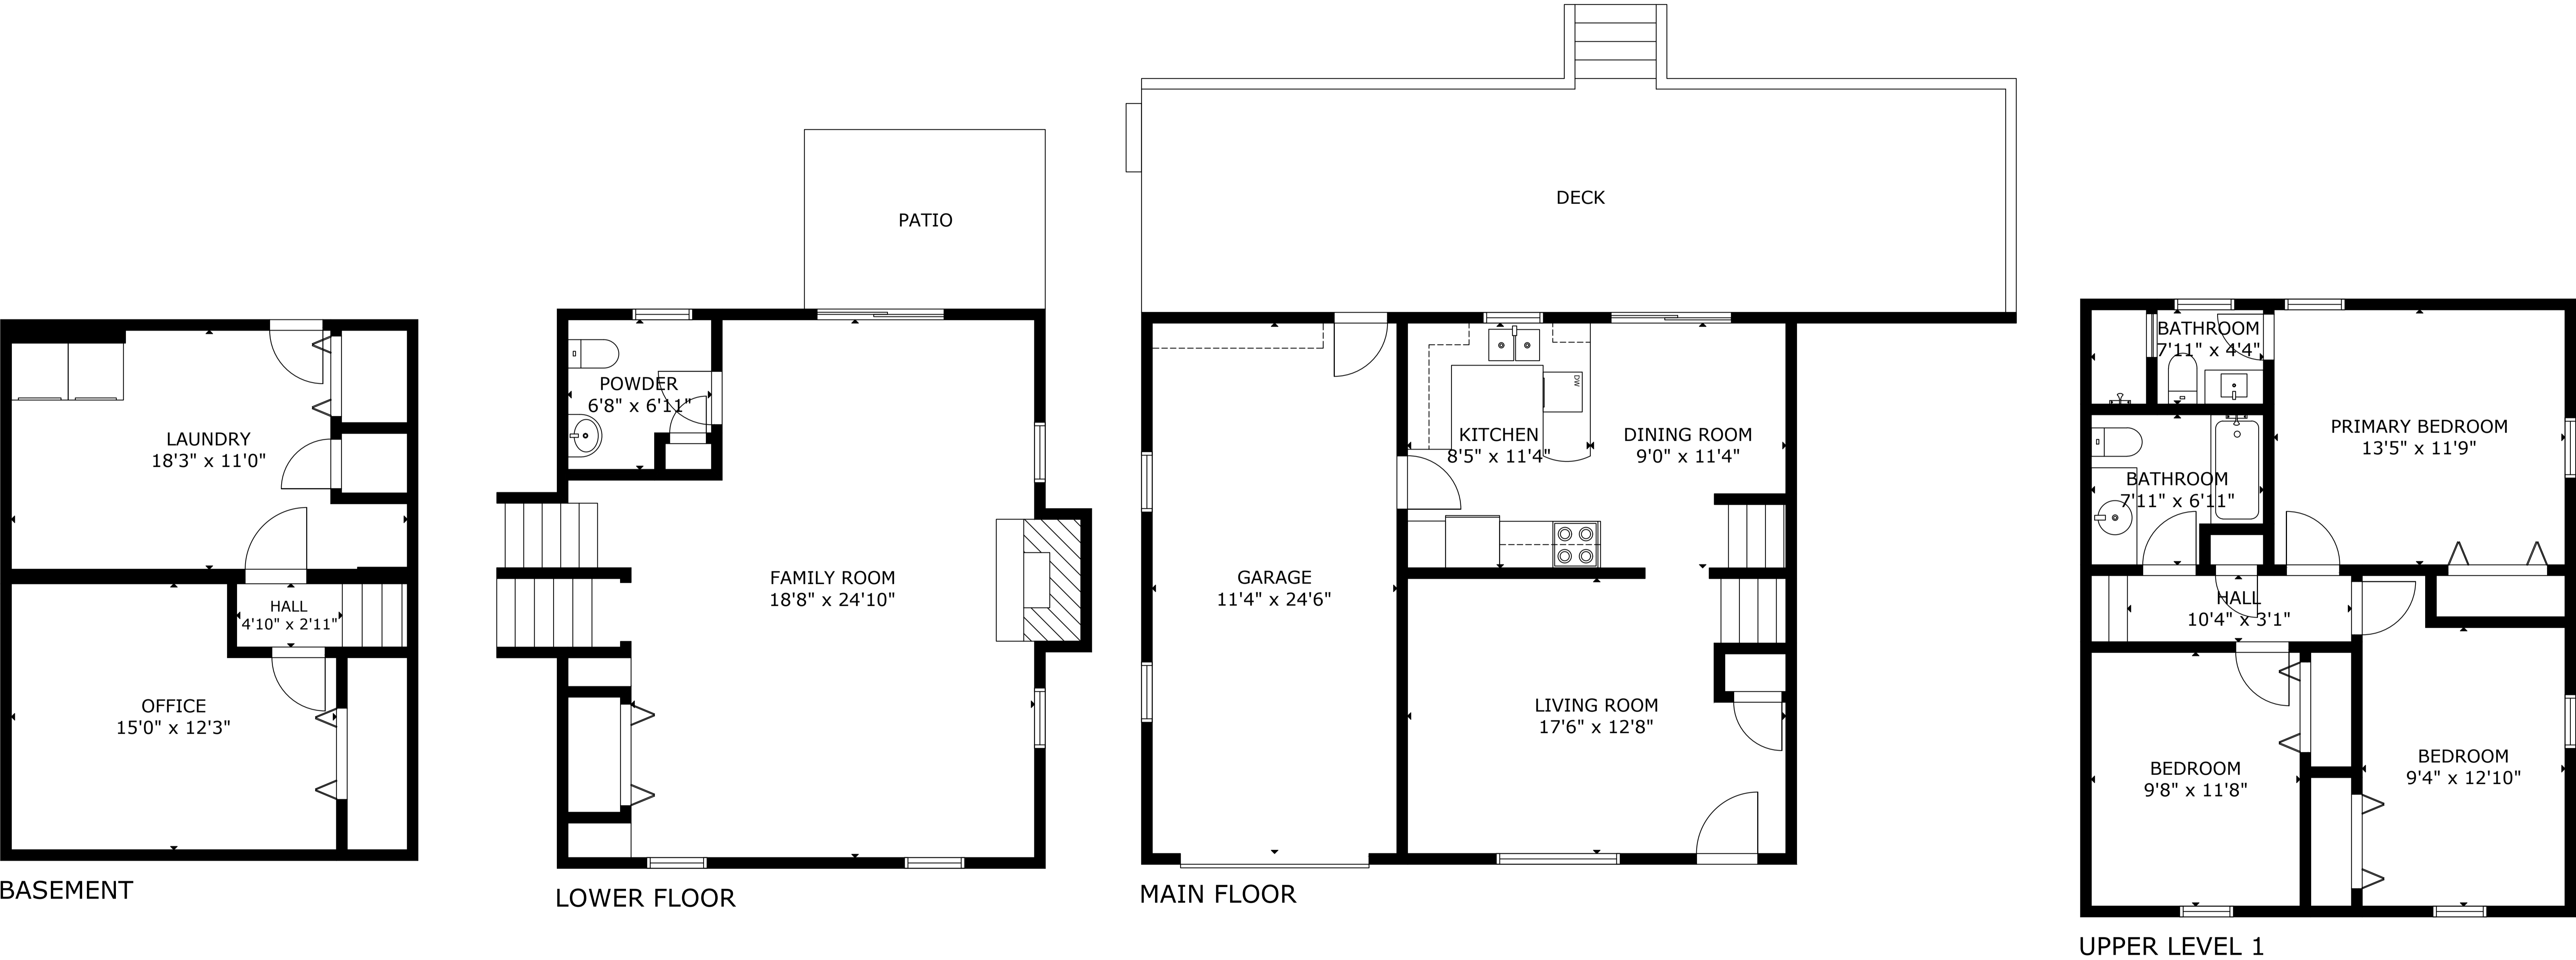 LAUNDRY
18'3" x 11'0"
HALL
4'10" x 2'11"
OFFICE
15'0" x 12'3"
BASEMENT
PATIO
POWDER
6'8" x 6'11"
FAMILY ROOM
18'8" x 24'10"
LOWER FLOOR
DECK
DW
KITCHEN
8'5" x 11'4"
DINING ROOM
9'0" x 11'4"
GARAGE
11'4" x 24'6"
LIVING ROOM
17'6" x 12'8"
MAIN FLOOR
BATHROOM
7'11" x 4'4"
PRIMARY BEDROOM
13'5" x 11'9"
BATHROOM
7'11" x 6'11"
HALL
10'4" x 3'1"
BEDROOM
9'8" x 11'8"
BEDROOM
9'4" x 12'10"
UPPER LEVEL 1